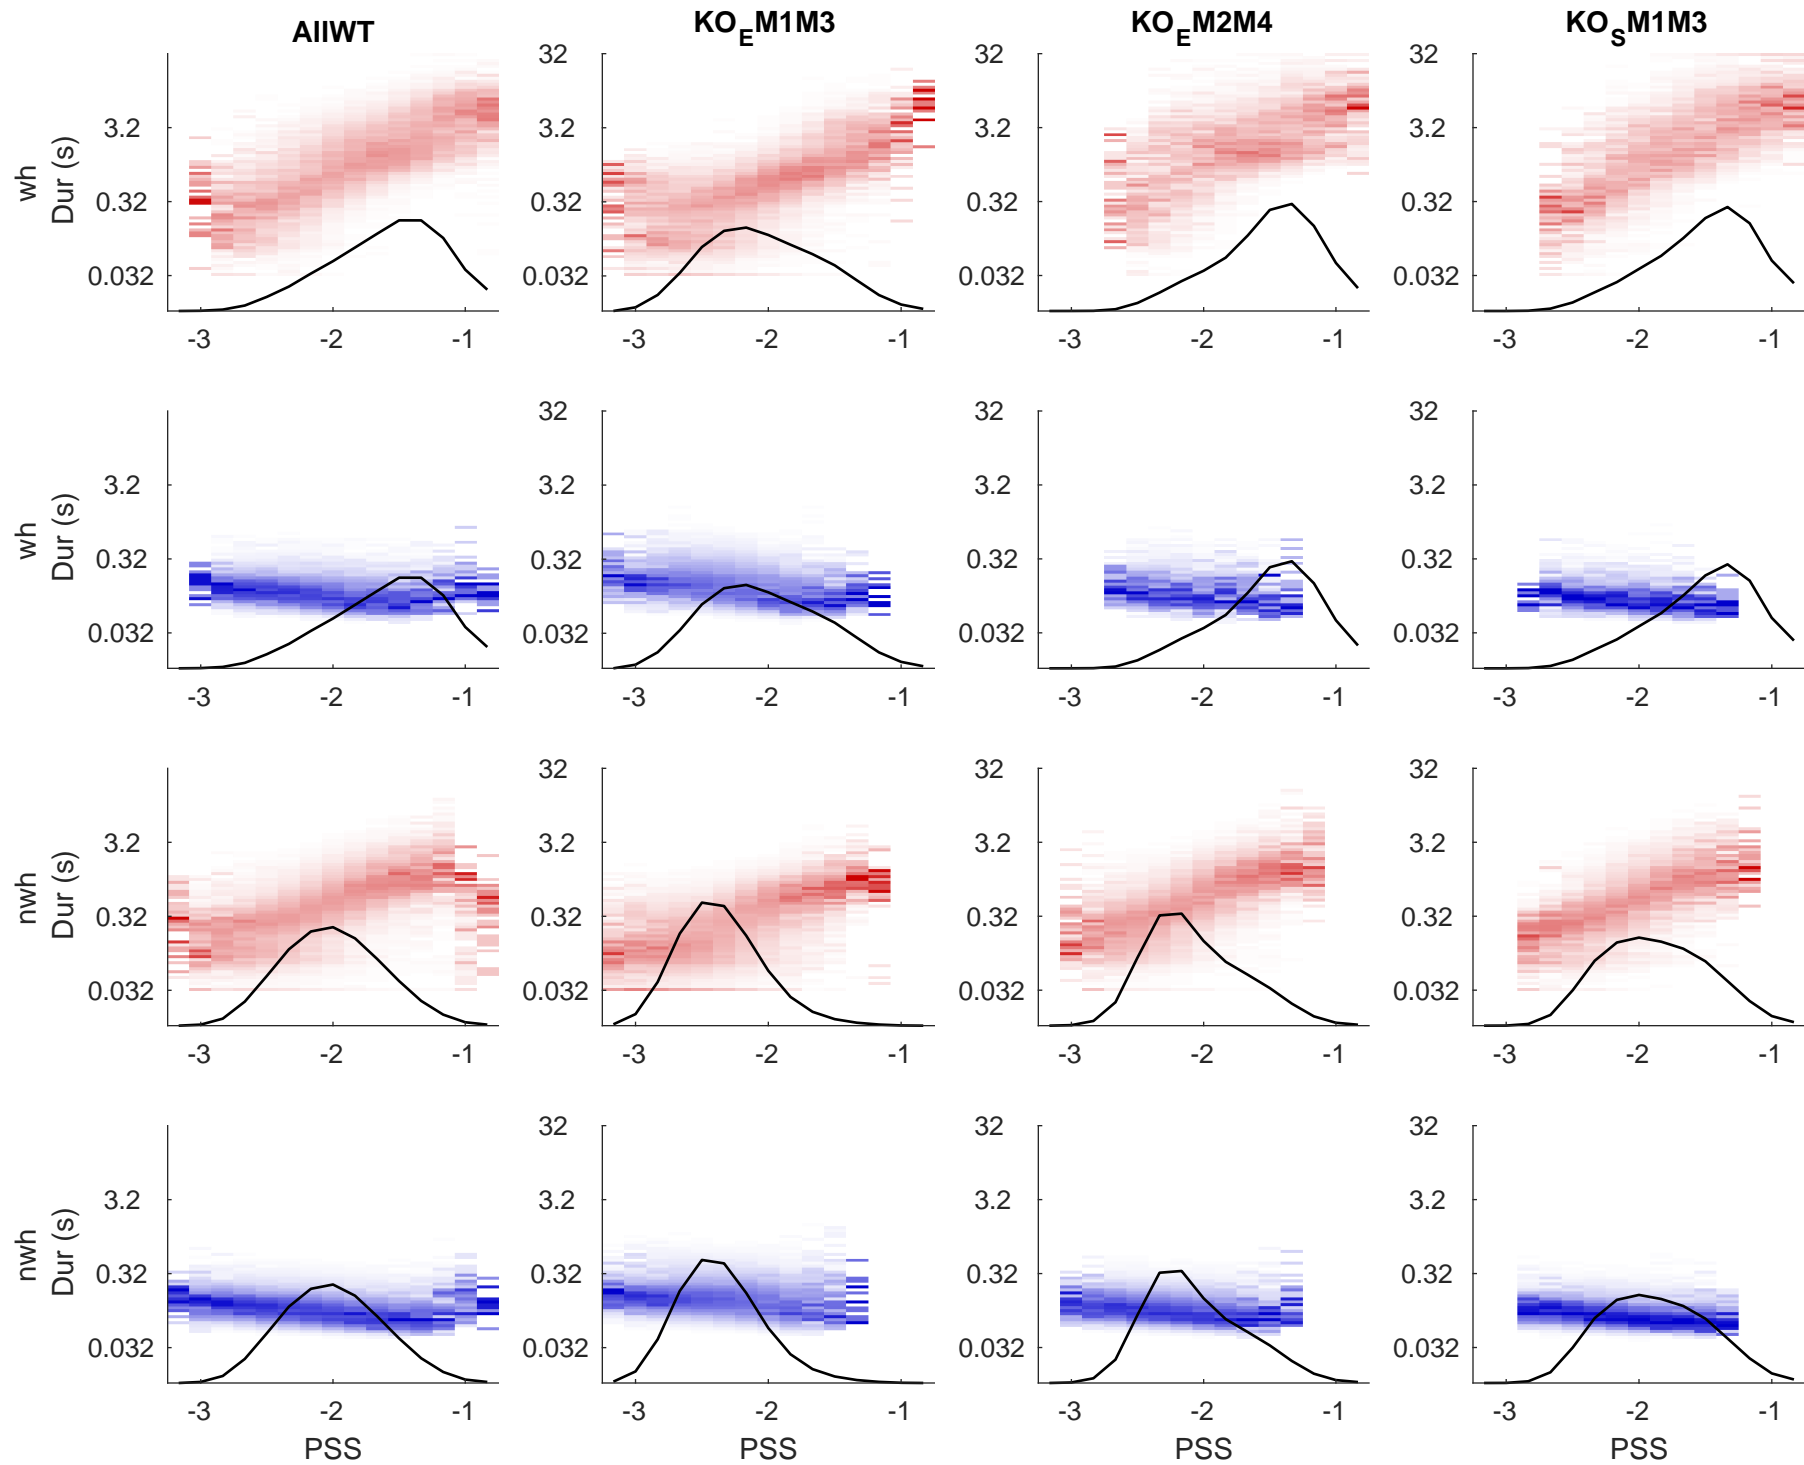 AllWT KO_EM1M3 KO_EM2M4 KO_SM1M3
32 32 32
3.2 3.2 3.2 3.2
wh
Dur (s)
0.32 0.32 0.32 0.32
0.032 0.032 0.032 0.032
-3 -2 -1 -3 -2 -1 -3 -2 -1 -3 -2 -1
32 32 32
3.2 3.2 3.2 3.2
wh
Dur (s)
0.32 0.32 0.32 0.32
0.032 0.032 0.032 0.032
-3 -2 -1 -3 -2 -1 -3 -2 -1 -3 -2 -1
32 32 32
3.2 3.2 3.2 3.2
nwh
Dur (s)
0.32 0.32 0.32 0.32
0.032 0.032 0.032 0.032
-3 -2 -1 -3 -2 -1 -3 -2 -1 -3 -2 -1
32 32 32
3.2 3.2 3.2 3.2
nwh
Dur (s)
0.32 0.32 0.32 0.32
0.032 0.032 0.032 0.032
-3 -2 -1 -3 -2 -1 -3 -2 -1 -3 -2 -1
PSS PSS PSS PSS